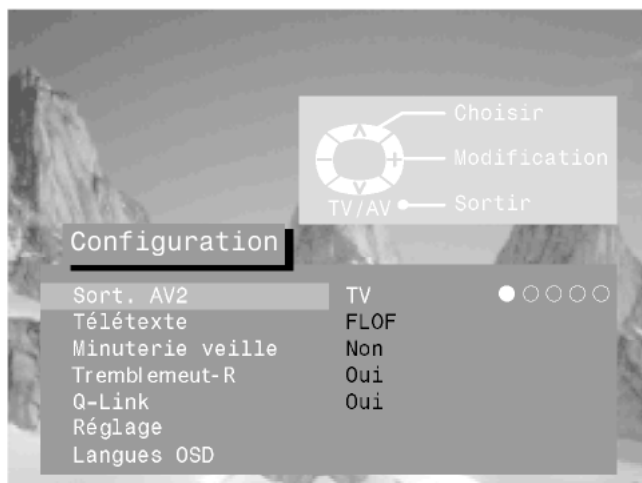 Choisir
Modification
TV/AV Sortir
Configuration
Sort. AV2 TV
Télétexte FLOF
Minuterie veille Non
Tremblemeut-R Oui
Q-Link Oui
Réglage
Langues OSD